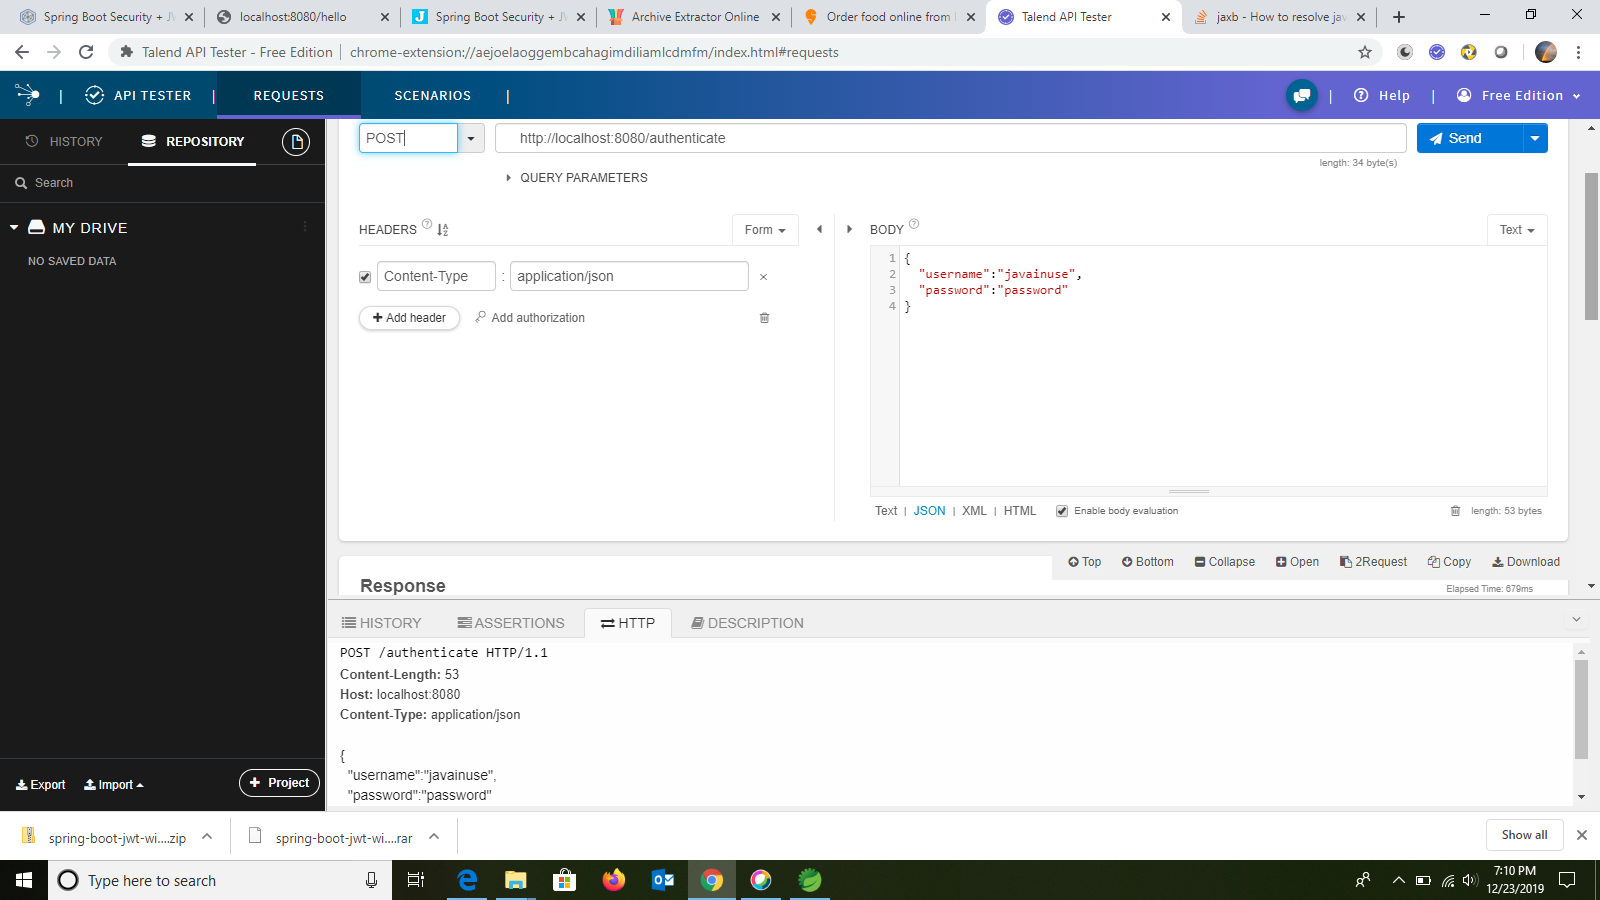 Spring Boot Security + J
localhost:8080/hello
Spring Boot Security + J
Archive Extractor Online
Order food online from
Talend API Tester
jaxb - How to resolve jav
Talend API Tester - Free Edition
chrome-extension://aejoelaoggembcahagimdiliamlcdmfm/index.html#requests
| API TESTER | REQUESTS SCENARIOS |
| Help | Free Edition
HISTORY REPOSITORY
Search
MY DRIVE
NO SAVED DATA
Export Import + Project
POST http://localhost:8080/authenticate Send
length: 34 byte(s)
QUERY PARAMETERS
HEADERS ? Form
Content-Type : application/json ×
+ Add header Add authorization
BODY ? Text
1 {
2 "username":"javainuse",
3 "password":"password"
4 }
Text | JSON | XML | HTML Enable body evaluation length: 53 bytes
Top Bottom Collapse Open 2Request Copy Download
Response
Elapsed Time: 679ms
HISTORY ASSERTIONS HTTP DESCRIPTION
POST /authenticate HTTP/1.1
Content-Length: 53
Host: localhost:8080
Content-Type: application/json
{
"username":"javainuse",
"password":"password"
spring-boot-jwt-wi....zip
spring-boot-jwt-wi....rar
Show all
Type here to search
7:10 PM
12/23/2019